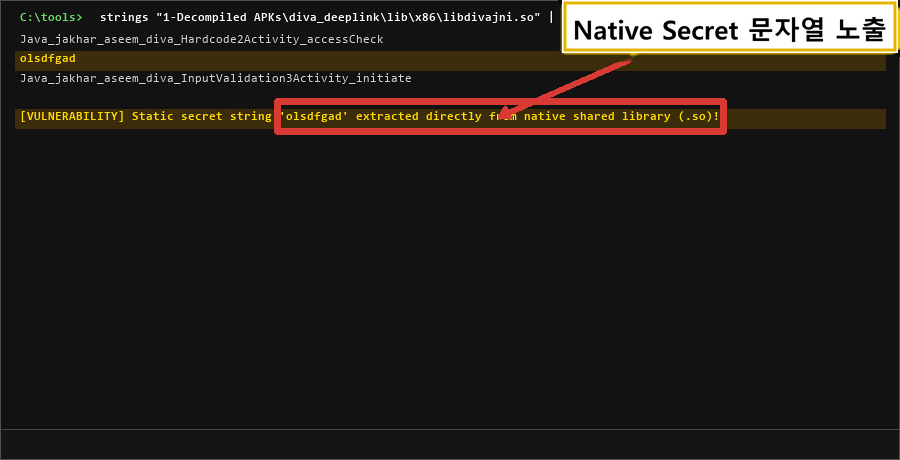 C:\tools> strings "1-Decompiled APKs\diva_deeplink\lib\x86\libdivajni.so" |
Native Secret 문자열 노출
Java_jakhar_aseem_diva_Hardcode2Activity_accessCheck
olsdfgad
Java_jakhar_aseem_diva_InputValidation3Activity_initiate
[VULNERABILITY] Static secret string 'olsdfgad' extracted directly from native shared library (.so)!